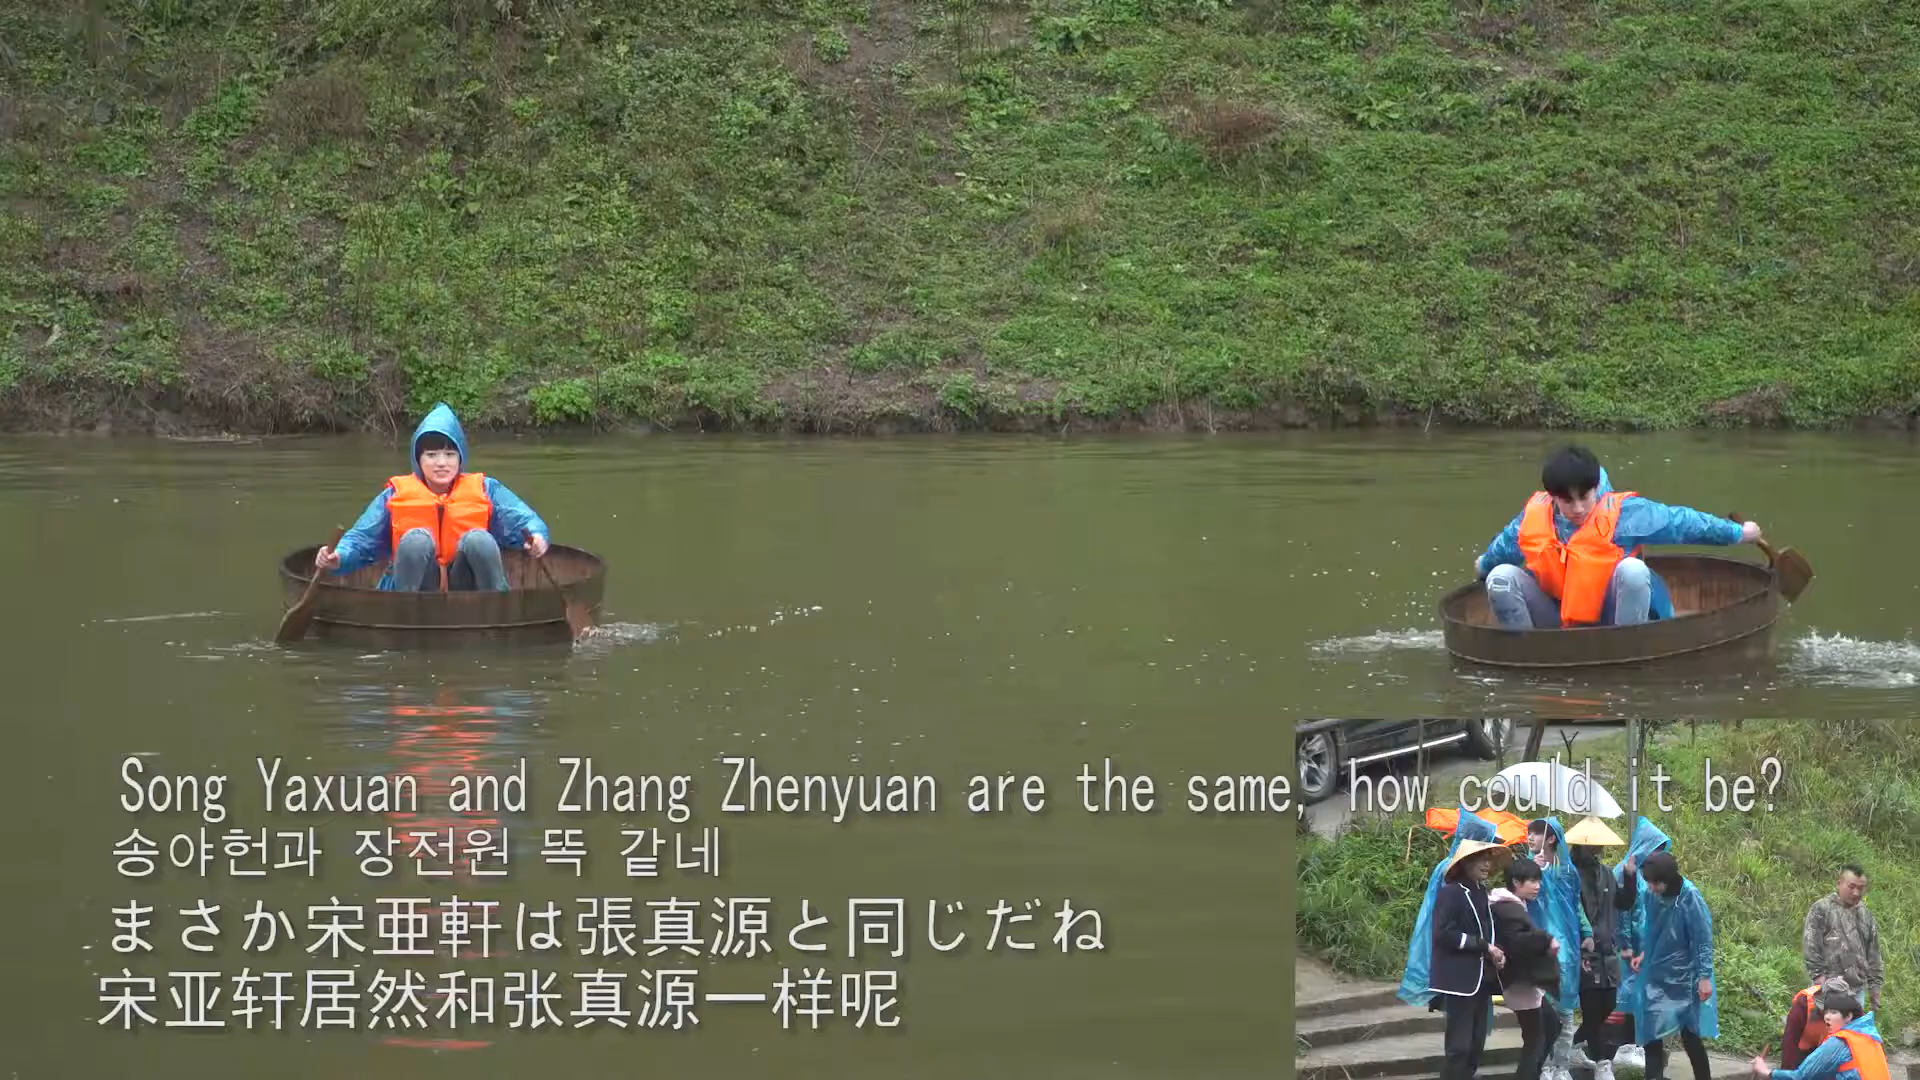 Song Yaxuan and Zhang Zhenyuan are the same, how could it be?
송야헌과 장전원 똑 같네
まさか宋亜軒は張真源と同じだね
宋亚轩居然和张真源一样呢